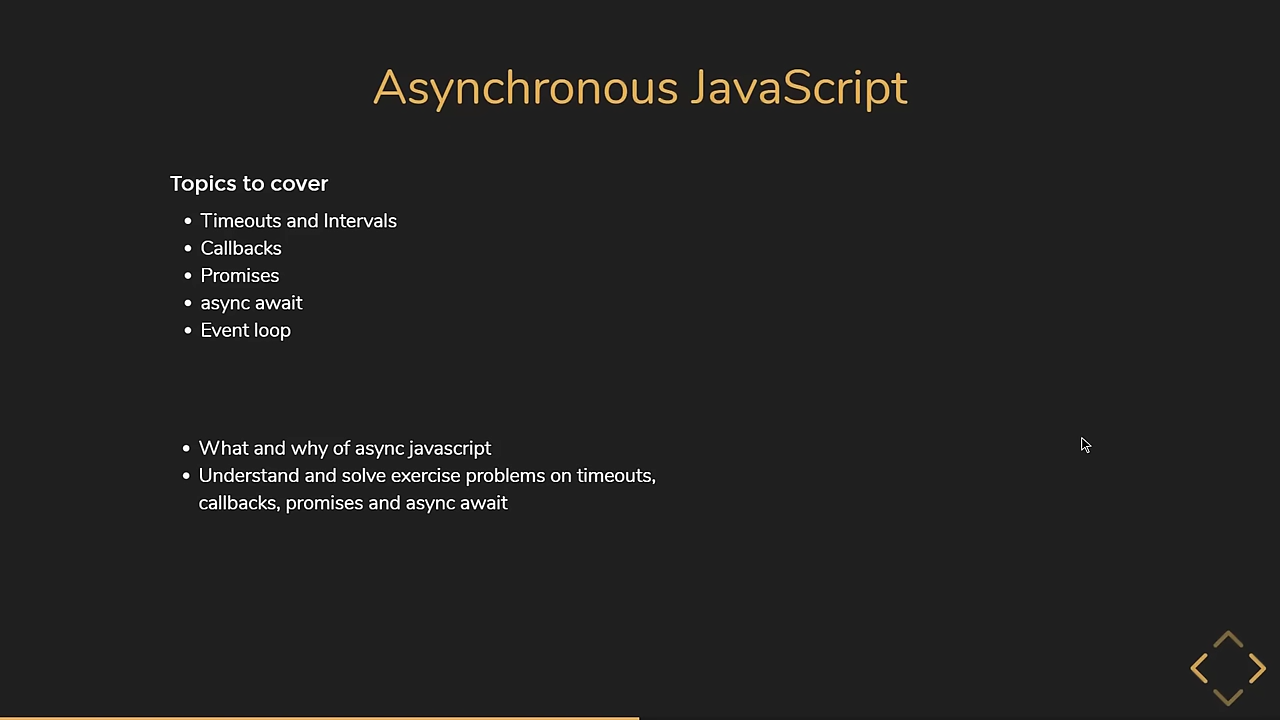 Asynchronous JavaScript
Topics to cover
• Timeouts and Intervals
• Callbacks
• Promises
• async await
• Event loop
• What and why of async javascript
• Understand and solve exercise problems on timeouts,
callbacks, promises and async await